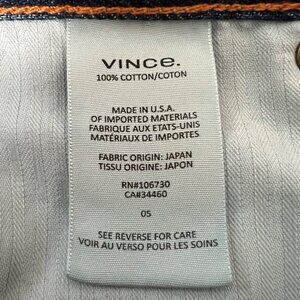 VINCE.
100% COTTON/COTON
MADE IN U.S.A.
OF IMPORTED MATERIALS
FABRIQUE AUX ETATS-UNIS
MATÉRIAUX DE IMPORTES
FABRIC ORIGIN: JAPAN
TISSU ORIGINE: JAPON
RN#106730
CA#34460
05
SEE REVERSE FOR CARE
VOIR AU VERSO POUR LES SOINS